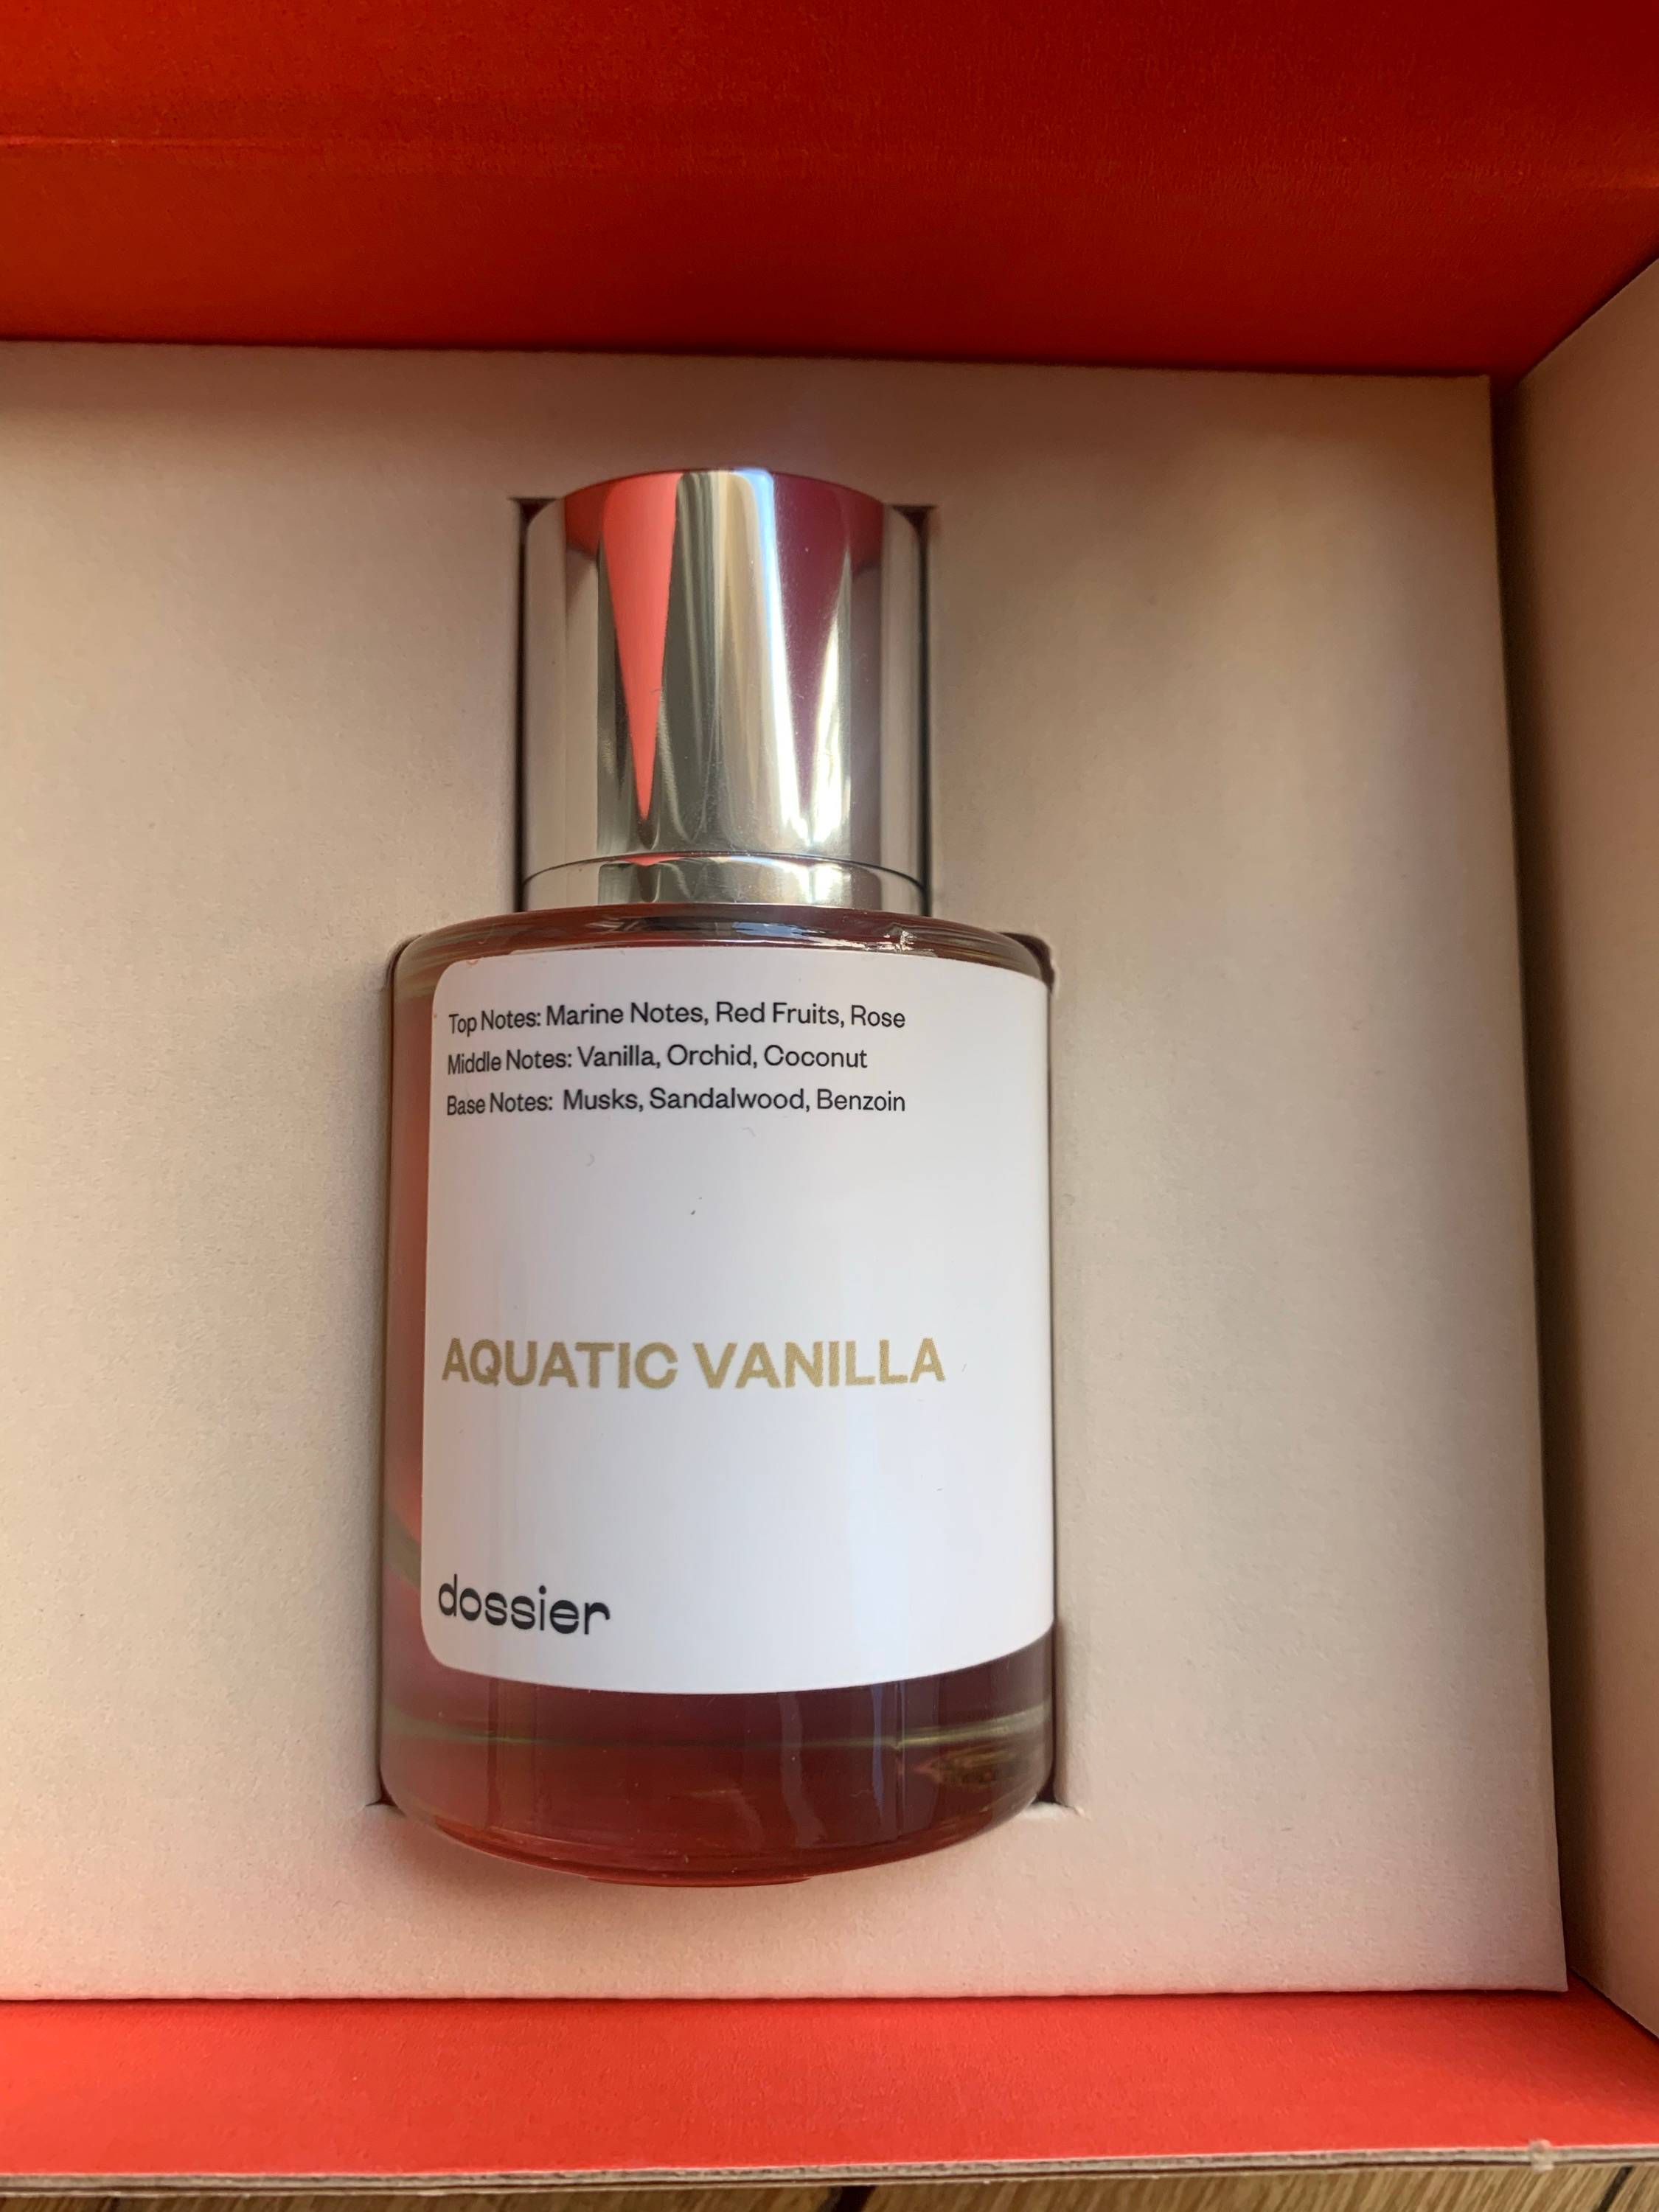 Top Notes: Marine Notes, Red Fruits, Rose
Middle Notes: Vanilla, Orchid, Coconut
Base Notes: Musks, Sandalwood, Benzoin
AQUATIC VANILLA
dossier